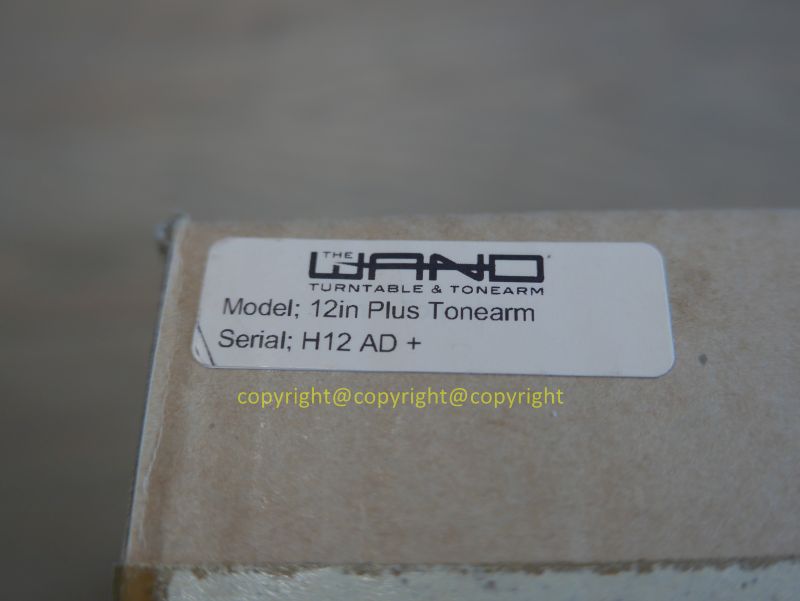 THE WAND
TURNTABLE & TONEARM
Model; 12in Plus Tonearm
Serial; H12 AD +
copyright@copyright@copyright